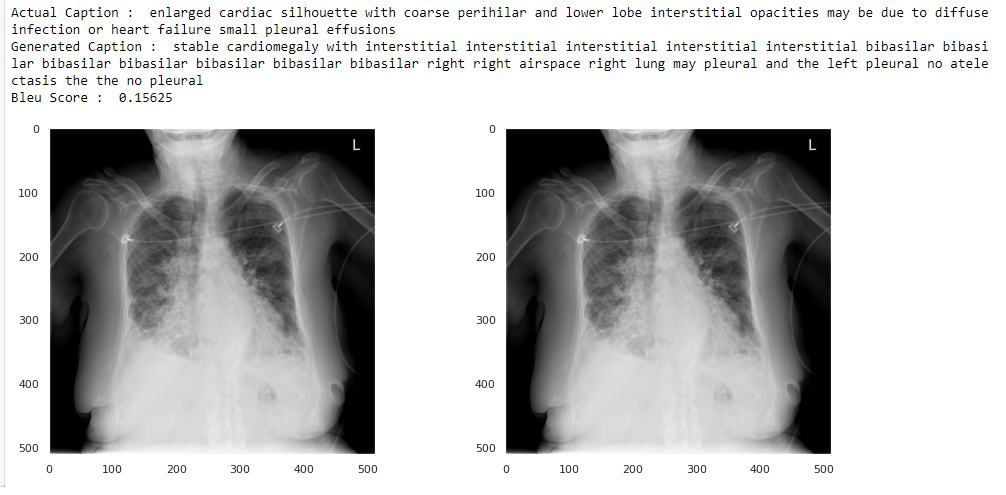 Actual Caption :  enlarged cardiac silhouette with coarse perihilar and lower lobe interstitial opacities may be due to diffuse
infection or heart failure small pleural effusions
Generated Caption :  stable cardiomegaly with interstitial interstitial interstitial interstitial interstitial bibasilar bibasi
lar bibasilar bibasilar bibasilar bibasilar bibasilar right right airspace right lung may pleural and the left pleural no atele
ctasis the the no pleural
Bleu Score :  0.15625
L L
0 0
100 100
200 200
300 300
400 400
500 500
0 100 200 300 400 500 0 100 200 300 400 500